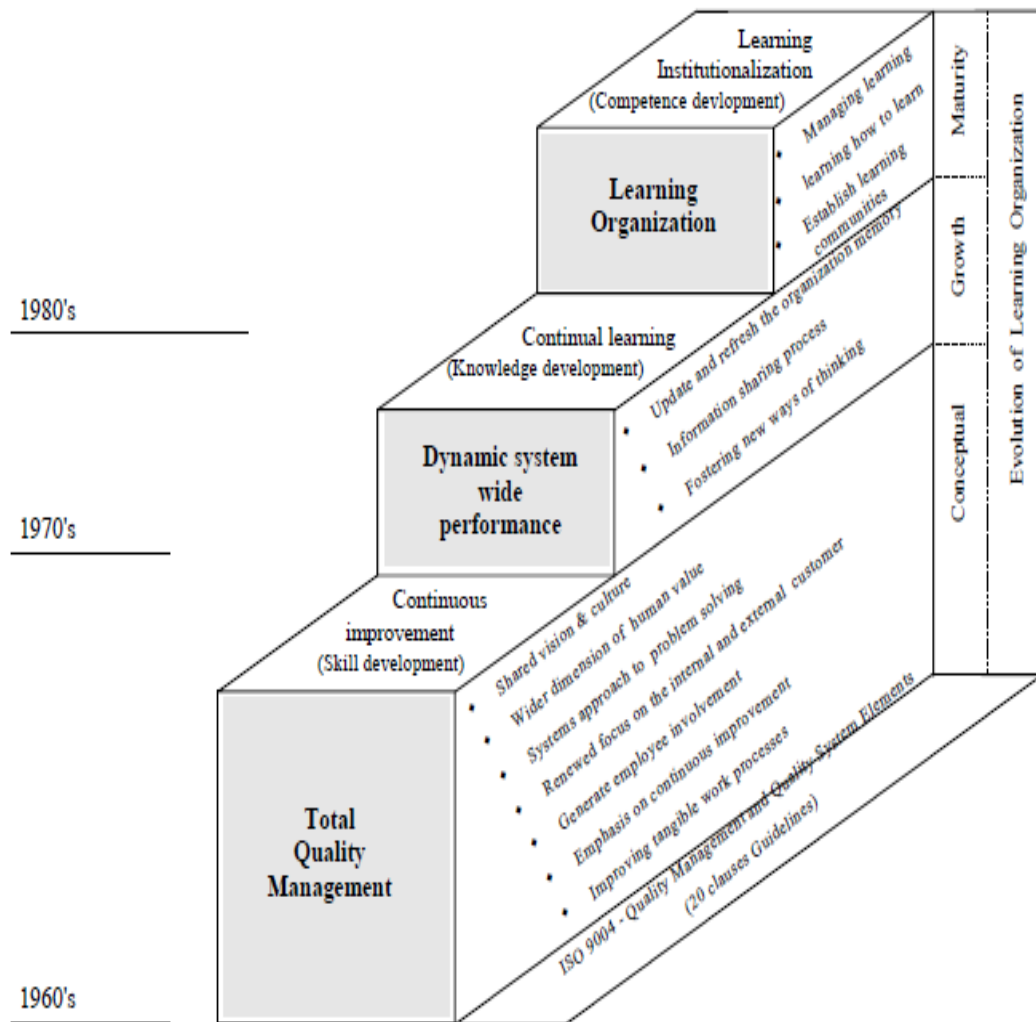 Learning
Institutionalization
(Competence devlopment)
Learning
Organization
Managing learning
learning how to learn
Establish learning
communities
Maturity
Growth
Conceptual
Evolution of Learning Organization
1980's
Continual learning
(Knowledge development)
Dynamic system
wide
performance
Update and refresh the organization memory
Information sharing process
Fostering new ways of thinking
1970's
Continuous
improvement
(Skill development)
Total
Quality
Management
Shared vision & culture
Wider dimension of human value
Systems approach to problem solving
Renewed focus on the internal and external customer
Generate employee involvement
Emphasis on continuous improvement
Improving tangible work processes
ISO 9004 - Quality Management and Quality System Elements
(20 clauses Guidelines)
1960's